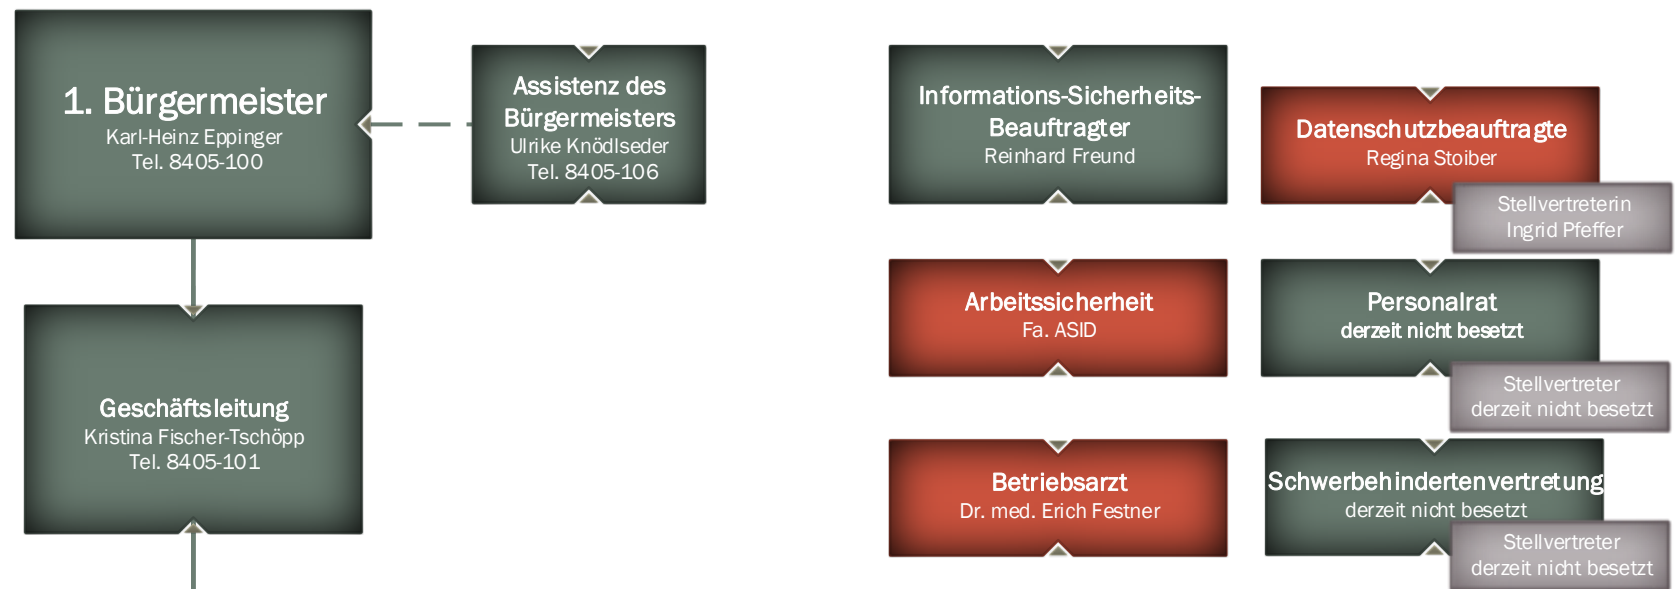 1. Bürgermeister
Karl-Heinz Eppinger
Tel. 8405-100
Assistenz des
Bürgermeisters
Ulrike Knödlseder
Tel. 8405-106
Informations-Sicherheits-
Beauftragter
Reinhard Freund
Datenschutzbeauftragte
Regina Stoiber
Stellvertreterin
Ingrid Pfeffer
Geschäftsleitung
Kristina Fischer-Tschöpp
Tel. 8405-101
Arbeitssicherheit
Fa. ASID
Personalrat
derzeit nicht besetzt
Stellvertreter
derzeit nicht besetzt
Betriebsarzt
Dr. med. Erich Festner
Schwerbehindertenvertretung
derzeit nicht besetzt
Stellvertreter
derzeit nicht besetzt